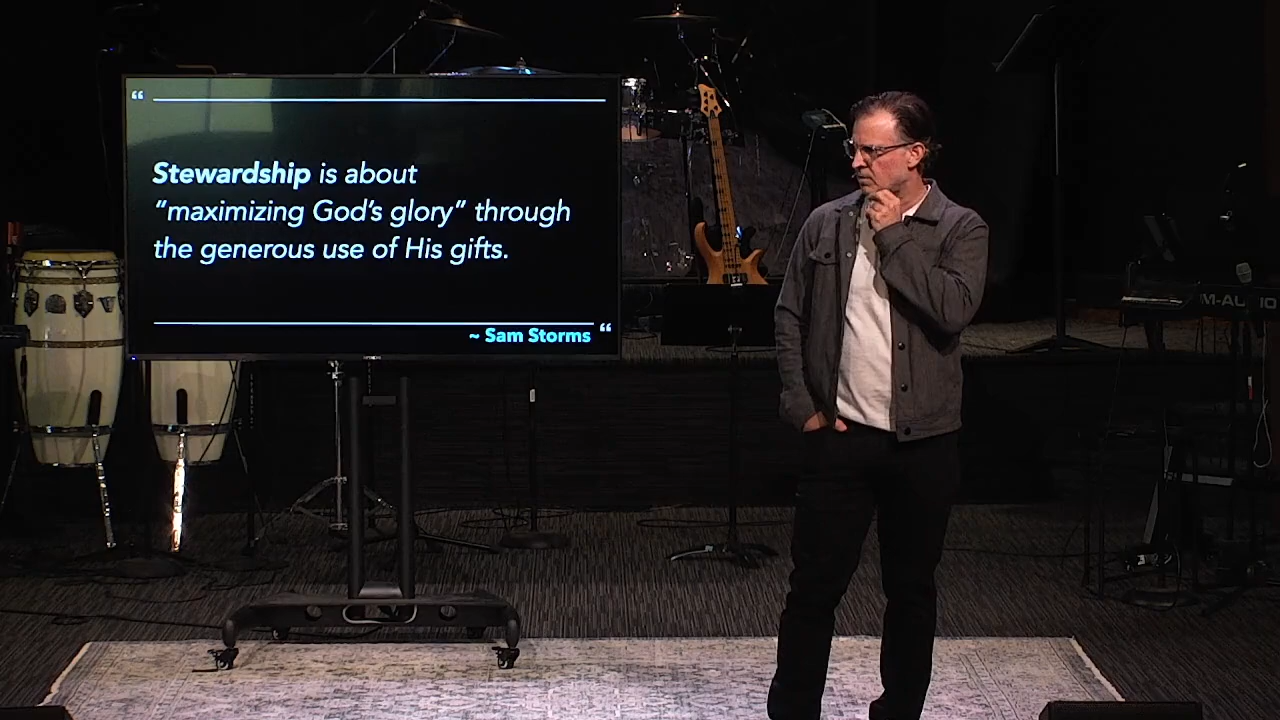 “
Stewardship is about
“maximizing God’s glory” through
the generous use of His gifts.
~ Sam Storms “
M-AUDIO